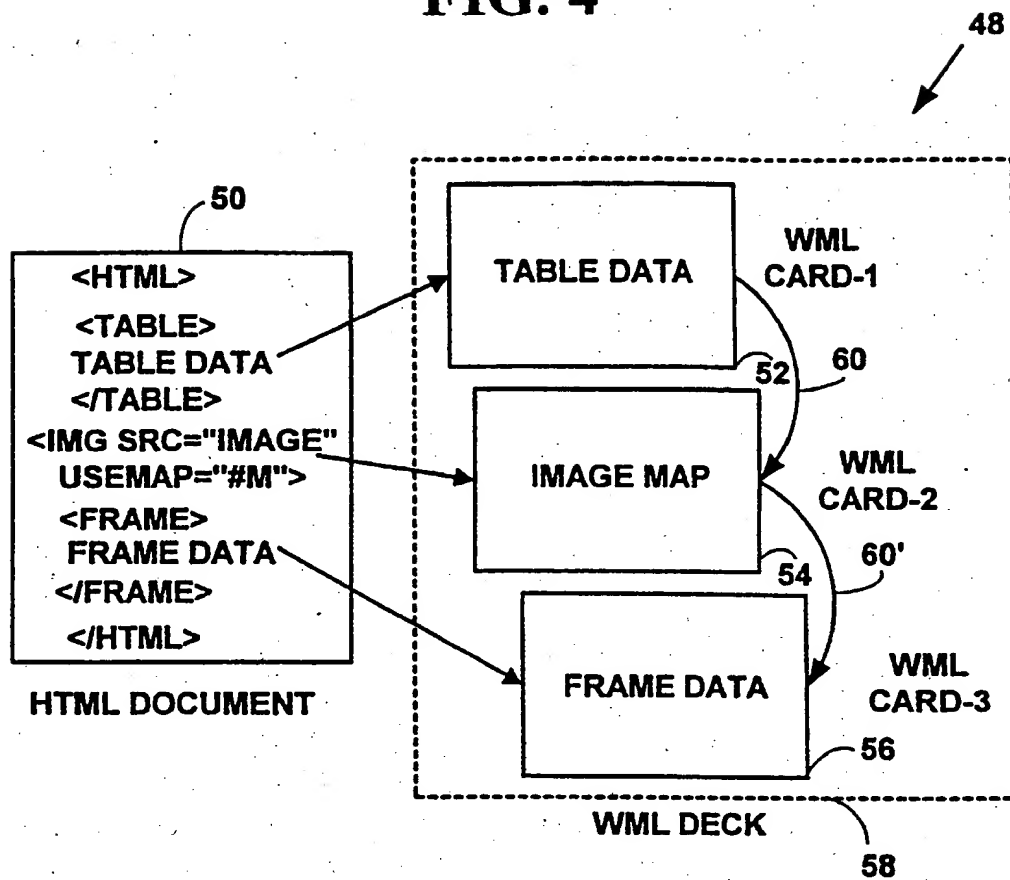 FIG. 4
48
50
<HTML>
<TABLE>
TABLE DATA
</TABLE>
<IMG SRC="IMAGE"
USEMAP="#M">
<FRAME>
FRAME DATA
</FRAME>
</HTML>
HTML DOCUMENT
TABLE DATA
WML
CARD-1
52
60
IMAGE MAP
WML
CARD-2
54
60'
FRAME DATA
WML
CARD-3
56
WML DECK
58